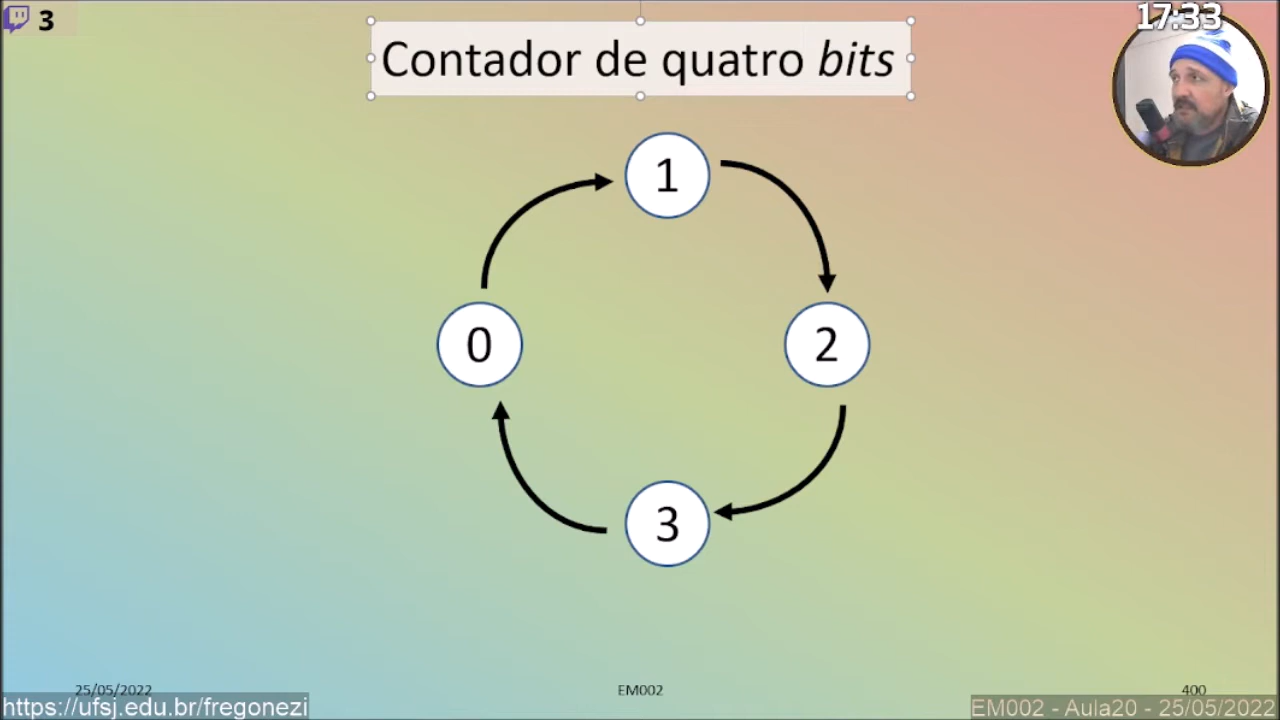 3
17:33
Contador de quatro bits
1
0
2
3
25/05/2022
EM002
400
https://ufsj.edu.br/fregonezi
EM002 - Aula20 - 25/05/2022